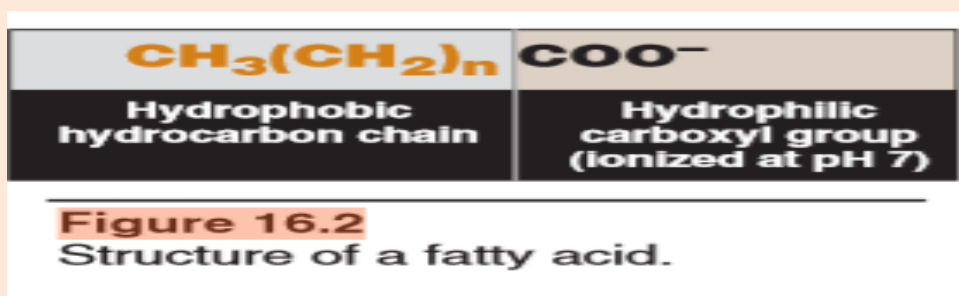 CH₃(CH₂)ₙ COO⁻
Hydrophobic
hydrocarbon chain
Hydrophilic
carboxyl group
(ionized at pH 7)
Figure 16.2
Structure of a fatty acid.